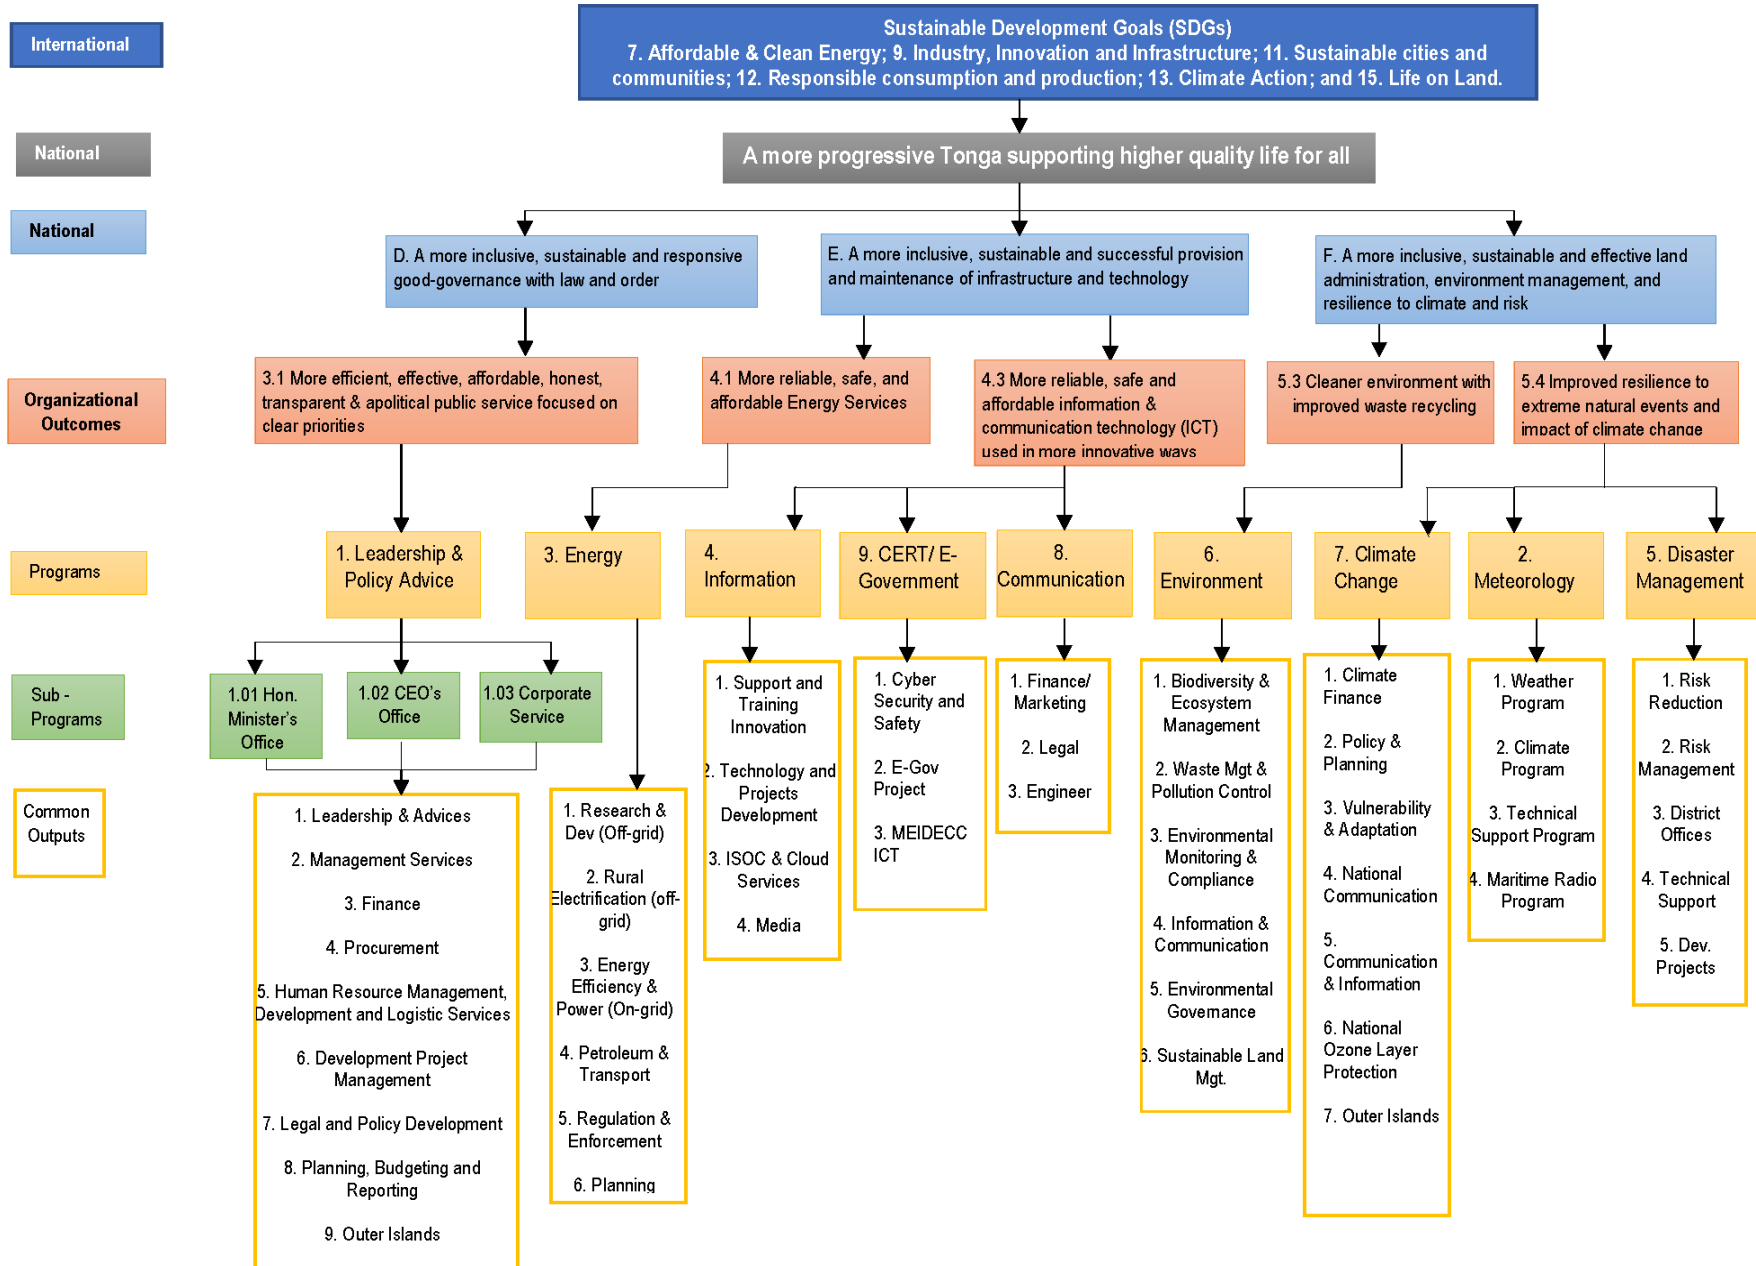 International
Sustainable Development Goals (SDGs)
7. Affordable & Clean Energy; 9. Industry, Innovation and Infrastructure; 11. Sustainable cities and
communities; 12. Responsible consumption and production; 13. Climate Action; and 15. Life on Land.
National
A more progressive Tonga supporting higher quality life for all
National
D. A more inclusive, sustainable and responsive
good-governance with law and order
E. A more inclusive, sustainable and successful provision
and maintenance of infrastructure and technology
F. A more inclusive, sustainable and effective land
administration, environment management, and
resilience to climate and risk
Organizational
Outcomes
3.1 More efficient, effective, affordable, honest,
transparent & apolitical public service focused on
clear priorities
4.1 More reliable, safe, and
affordable Energy Services
4.3 More reliable, safe and
affordable information &
communication technology (ICT)
used in more innovative ways
5.3 Cleaner environment with
improved waste recycling
5.4 Improved resilience to
extreme natural events and
impact of climate change
Programs
1. Leadership &
Policy Advice
3. Energy
4.
Information
9. CERT/ E-
Government
8.
Communication
6.
Environment
7. Climate
Change
2.
Meteorology
5. Disaster
Management
Sub -
Programs
1.01 Hon.
Minister's
Office
1.02 CEO's
Office
1.03 Corporate
Service
Common
Outputs
1. Leadership & Advices
2. Management Services
3. Finance
4. Procurement
5. Human Resource Management,
Development and Logistic Services
6. Development Project
Management
7. Legal and Policy Development
8. Planning, Budgeting and
Reporting
9. Outer Islands
1. Research &
Dev (Off-grid)
2. Rural
Electrification (off-
grid)
3. Energy
Efficiency &
Power (On-grid)
4. Petroleum &
Transport
5. Regulation &
Enforcement
6. Planning
1. Support and
Training
Innovation
2. Technology and
Projects
Development
3. ISOC & Cloud
Services
4. Media
1. Cyber
Security and
Safety
2. E-Gov
Project
3. MEIDECC
ICT
1. Finance/
Marketing
2. Legal
3. Engineer
1. Biodiversity &
Ecosystem
Management
2. Waste Mgt &
Pollution Control
3. Environmental
Monitoring &
Compliance
4. Information &
Communication
5. Environmental
Governance
6. Sustainable Land
Mgt.
1. Climate
Finance
2. Policy &
Planning
3. Vulnerability
& Adaptation
4. National
Communication
5.
Communication
& Information
6. National
Ozone Layer
Protection
7. Outer Islands
1. Weather
Program
2. Climate
Program
3. Technical
Support Program
4. Maritime Radio
Program
1. Risk
Reduction
2. Risk
Management
3. District
Offices
4. Technical
Support
5. Dev.
Projects